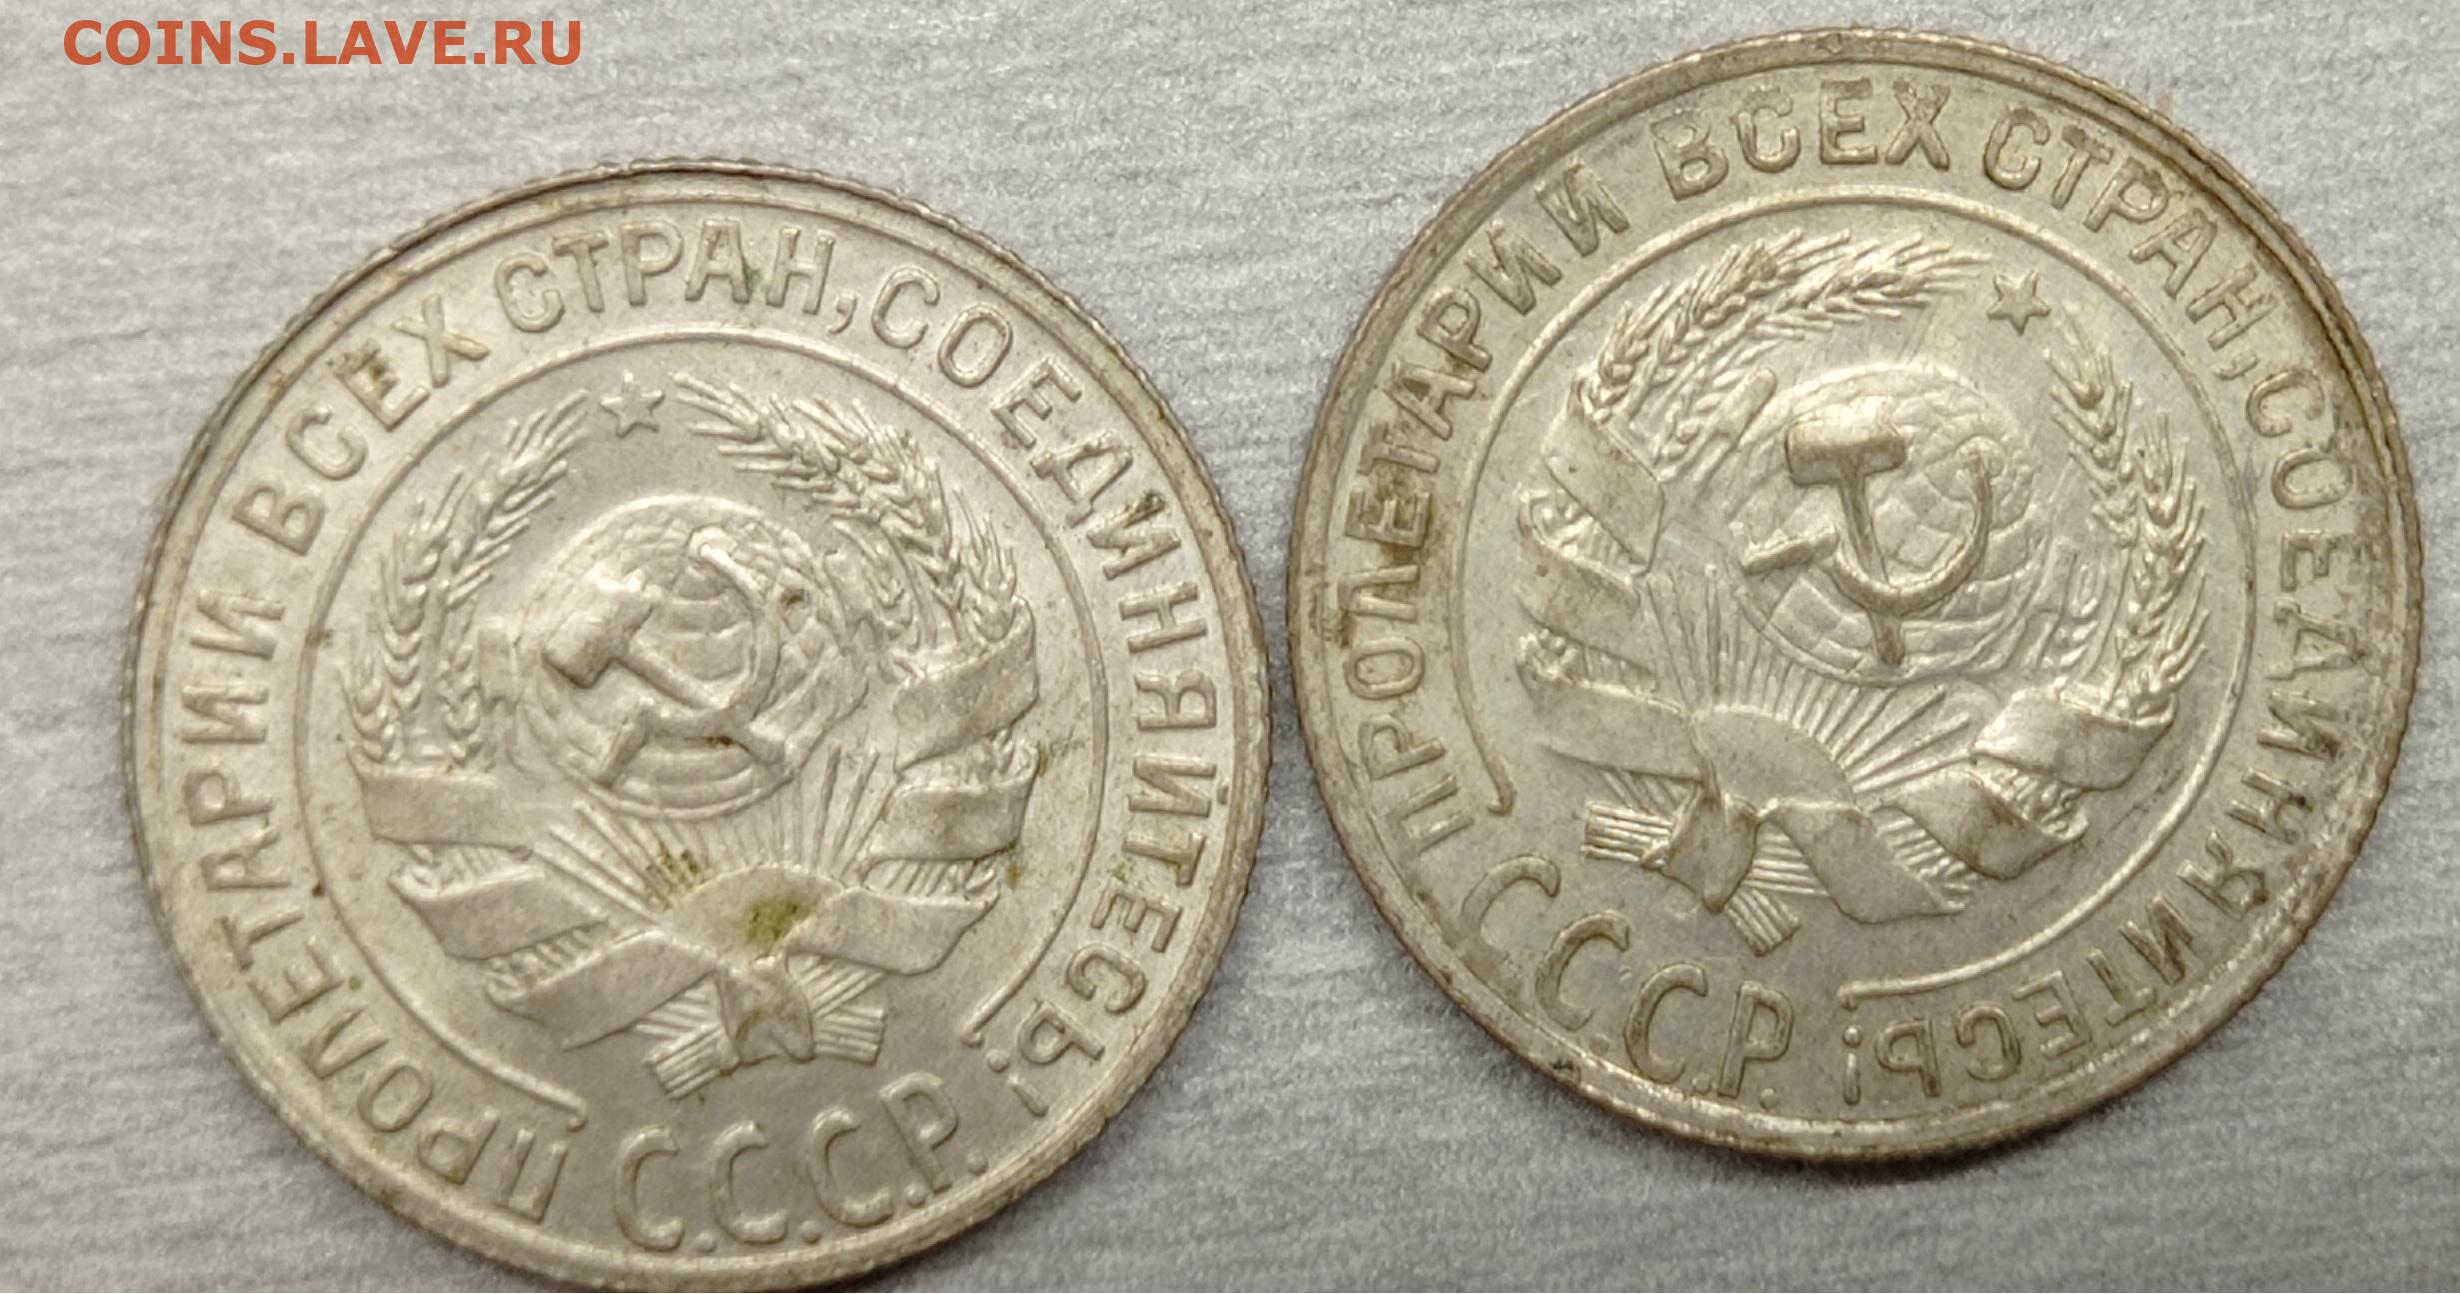 COINS.LAVE.RU
ПРОЛЕТАРИИ ВСЕХ СТРАН, СОЕДИНЯЙТЕСЬ!
С.С.С.Р.
ПРОЛЕТАРИИ ВСЕХ СТРАН, СОЕДИНЯЙТЕСЬ!
С.С.С.Р.